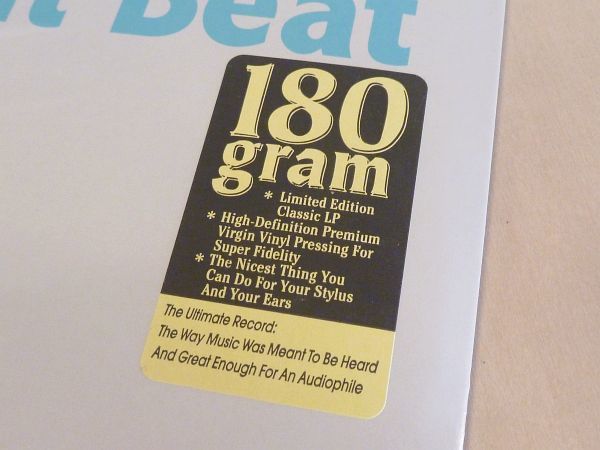 Beat
180
gram
* Limited Edition
Classic LP
* High-Definition Premium
Virgin Vinyl Pressing For
Super Fidelity
* The Nicest Thing You
Can Do For Your Stylus
And Your Ears
The Ultimate Record:
The Way Music Was Meant To Be Heard
And Great Enough For An Audiophile